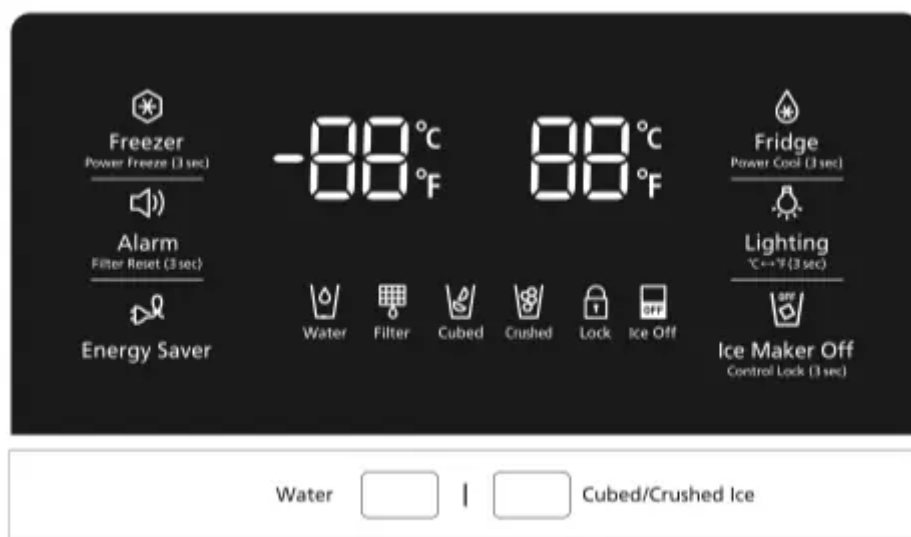 Freezer
Power Freeze (3 sec)
Alarm
Filter Reset (3 sec)
Energy Saver
-88 °C
°F
88 °C
°F
Water
Filter
Cubed
Crushed
Lock
OFF
Ice Off
Fridge
Power Cool (3 sec)
Lighting
°C↔°F (3 sec)
OFF
Ice Maker Off
Control Lock (3 sec)
Water | Cubed/Crushed Ice